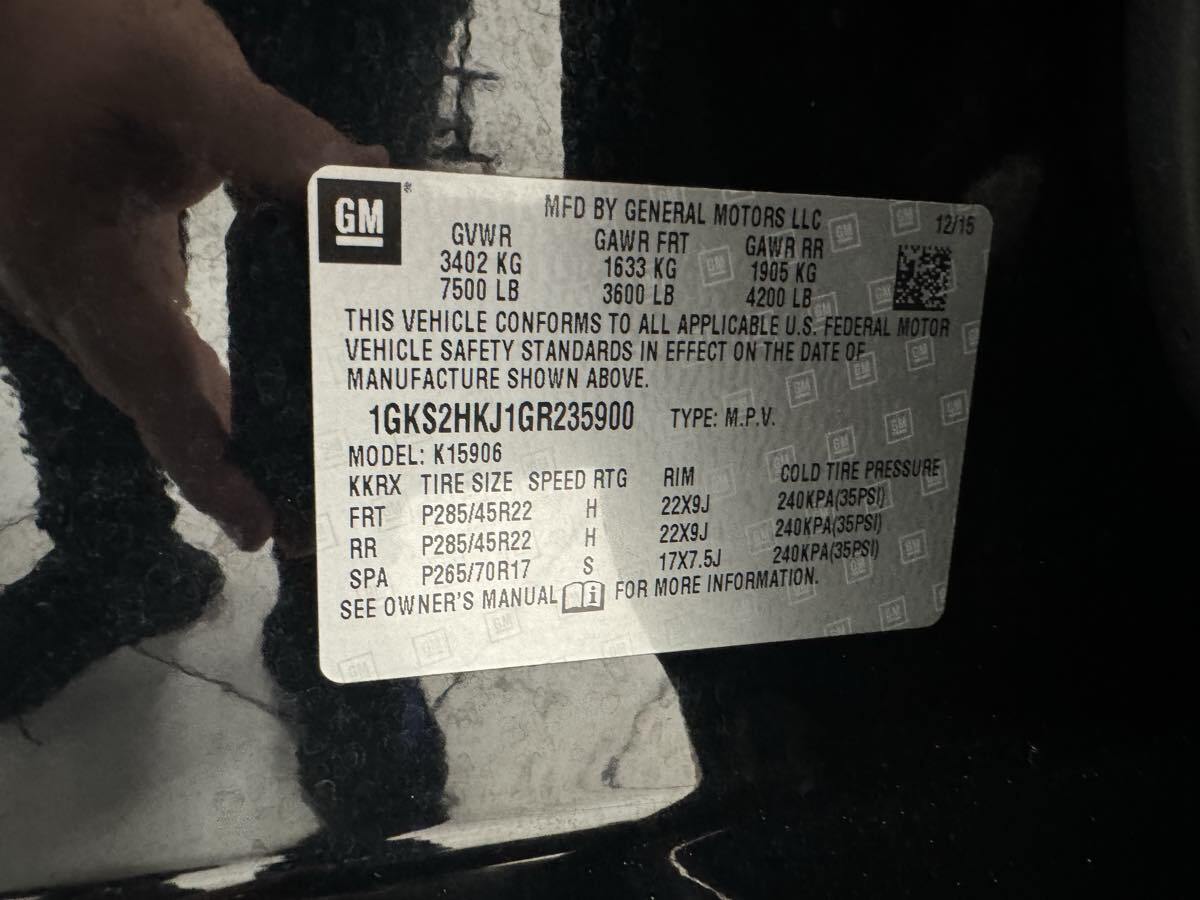 GM
MFD BY GENERAL MOTORS LLC
12/15
GVWR GAWR FRT GAWR RR
3402 KG 1633 KG 1905 KG
7500 LB 3600 LB 4200 LB
THIS VEHICLE CONFORMS TO ALL APPLICABLE U.S. FEDERAL MOTOR
VEHICLE SAFETY STANDARDS IN EFFECT ON THE DATE OF
MANUFACTURE SHOWN ABOVE.
1GKS2HKJ1GR235900 TYPE: M.P.V.
MODEL: K15906
KKRX TIRE SIZE SPEED RTG RIM COLD TIRE PRESSURE
FRT P285/45R22 H 22X9J 240KPA(35PSI)
RR P285/45R22 H 22X9J 240KPA(35PSI)
SPA P265/70R17 S 17X7.5J 240KPA(35PSI)
SEE OWNER'S MANUAL i FOR MORE INFORMATION.